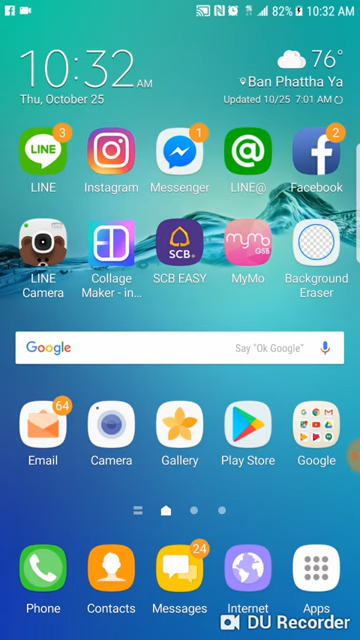 82% 10:32 AM
10:32 AM
76°
Ban Phattha Ya
Thu, October 25
Updated 10/25 7:01 AM
3
1
2
LINE
LINE Instagram Messenger LINE@ Facebook
SCB
mymo
GSB
LINE Camera
Collage Maker - in...
SCB EASY
MyMo
Background Eraser
Google
Say "Ok Google"
64
Email Camera Gallery Play Store Google
24
Phone Contacts Messages Internet Apps
DU Recorder